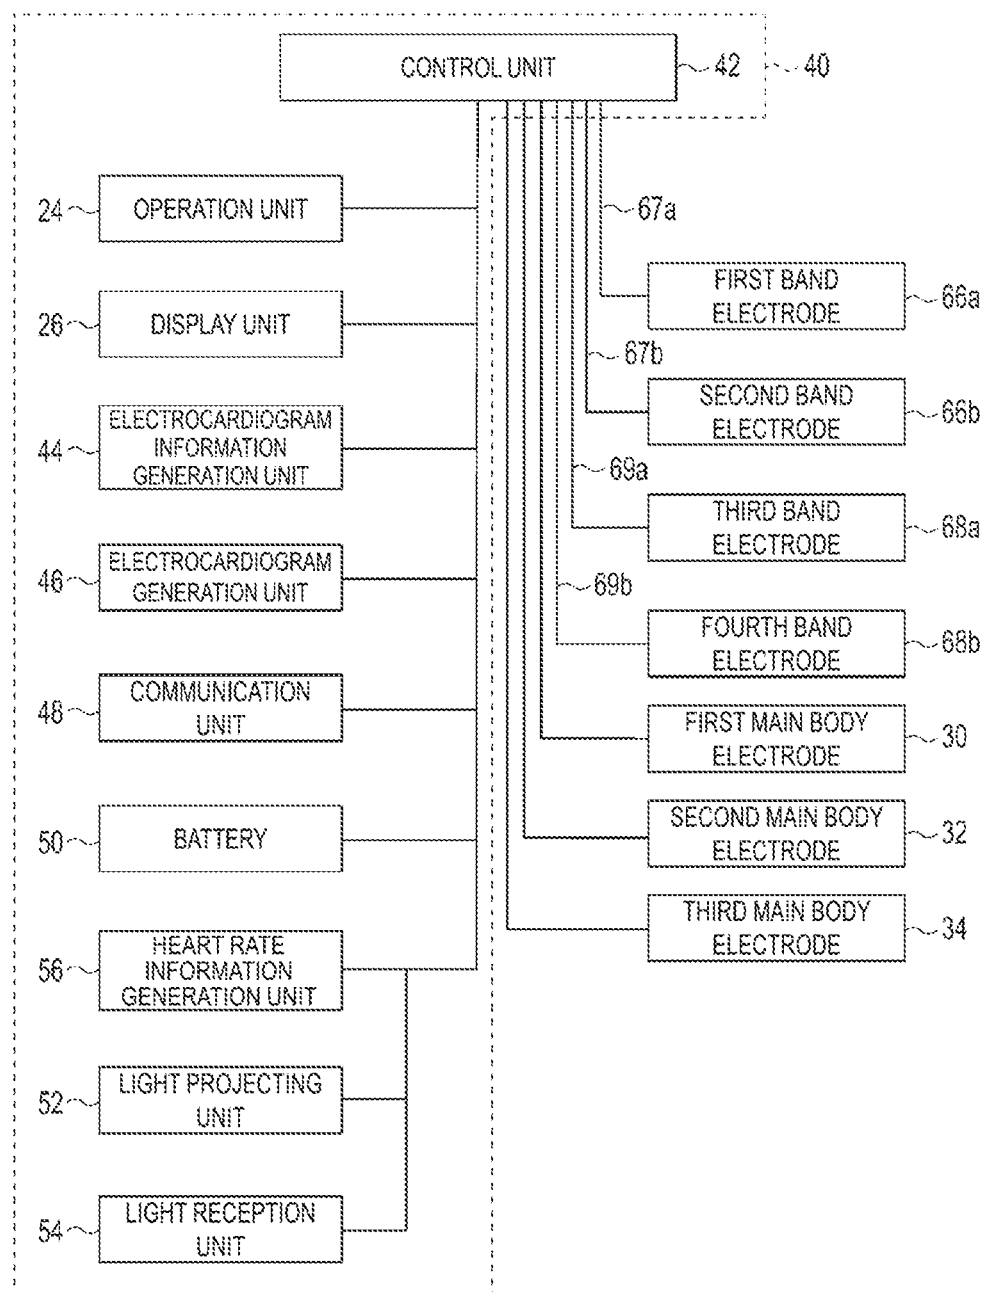 CONTROL UNIT
42
40
24
OPERATION UNIT
67a
FIRST BAND
ELECTRODE
66a
26
DISPLAY UNIT
67b
SECOND BAND
ELECTRODE
66b
44
ELECTROCARDIOGRAM
INFORMATION
GENERATION UNIT
69a
THIRD BAND
ELECTRODE
68a
46
ELECTROCARDIOGRAM
GENERATION UNIT
69b
FOURTH BAND
ELECTRODE
68b
48
COMMUNICATION
UNIT
FIRST MAIN BODY
ELECTRODE
30
50
BATTERY
SECOND MAIN BODY
ELECTRODE
32
56
HEART RATE
INFORMATION
GENERATION UNIT
THIRD MAIN BODY
ELECTRODE
34
52
LIGHT PROJECTING
UNIT
54
LIGHT RECEPTION
UNIT